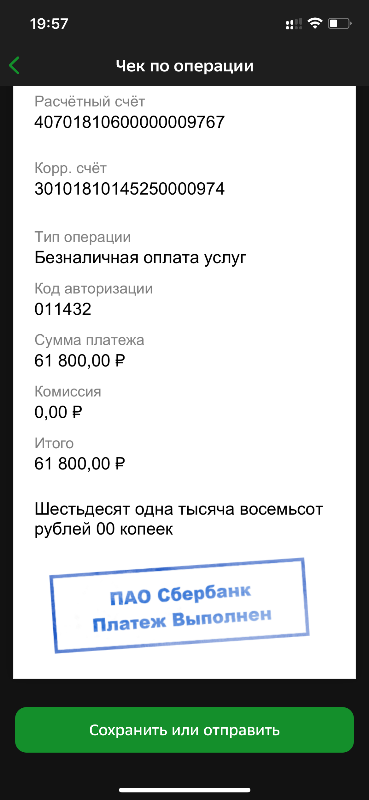 19:57
Чек по операции
Расчётный счёт
40701810600000009767
Корр. счёт
30101810145250000974
Тип операции
Безналичная оплата услуг
Код авторизации
011432
Сумма платежа
61 800,00 ₽
Комиссия
0,00 ₽
Итого
61 800,00 ₽
Шестьдесят одна тысяча восемьсот
рублей 00 копеек
ПАО Сбербанк
Платеж Выполнен
Сохранить или отправить